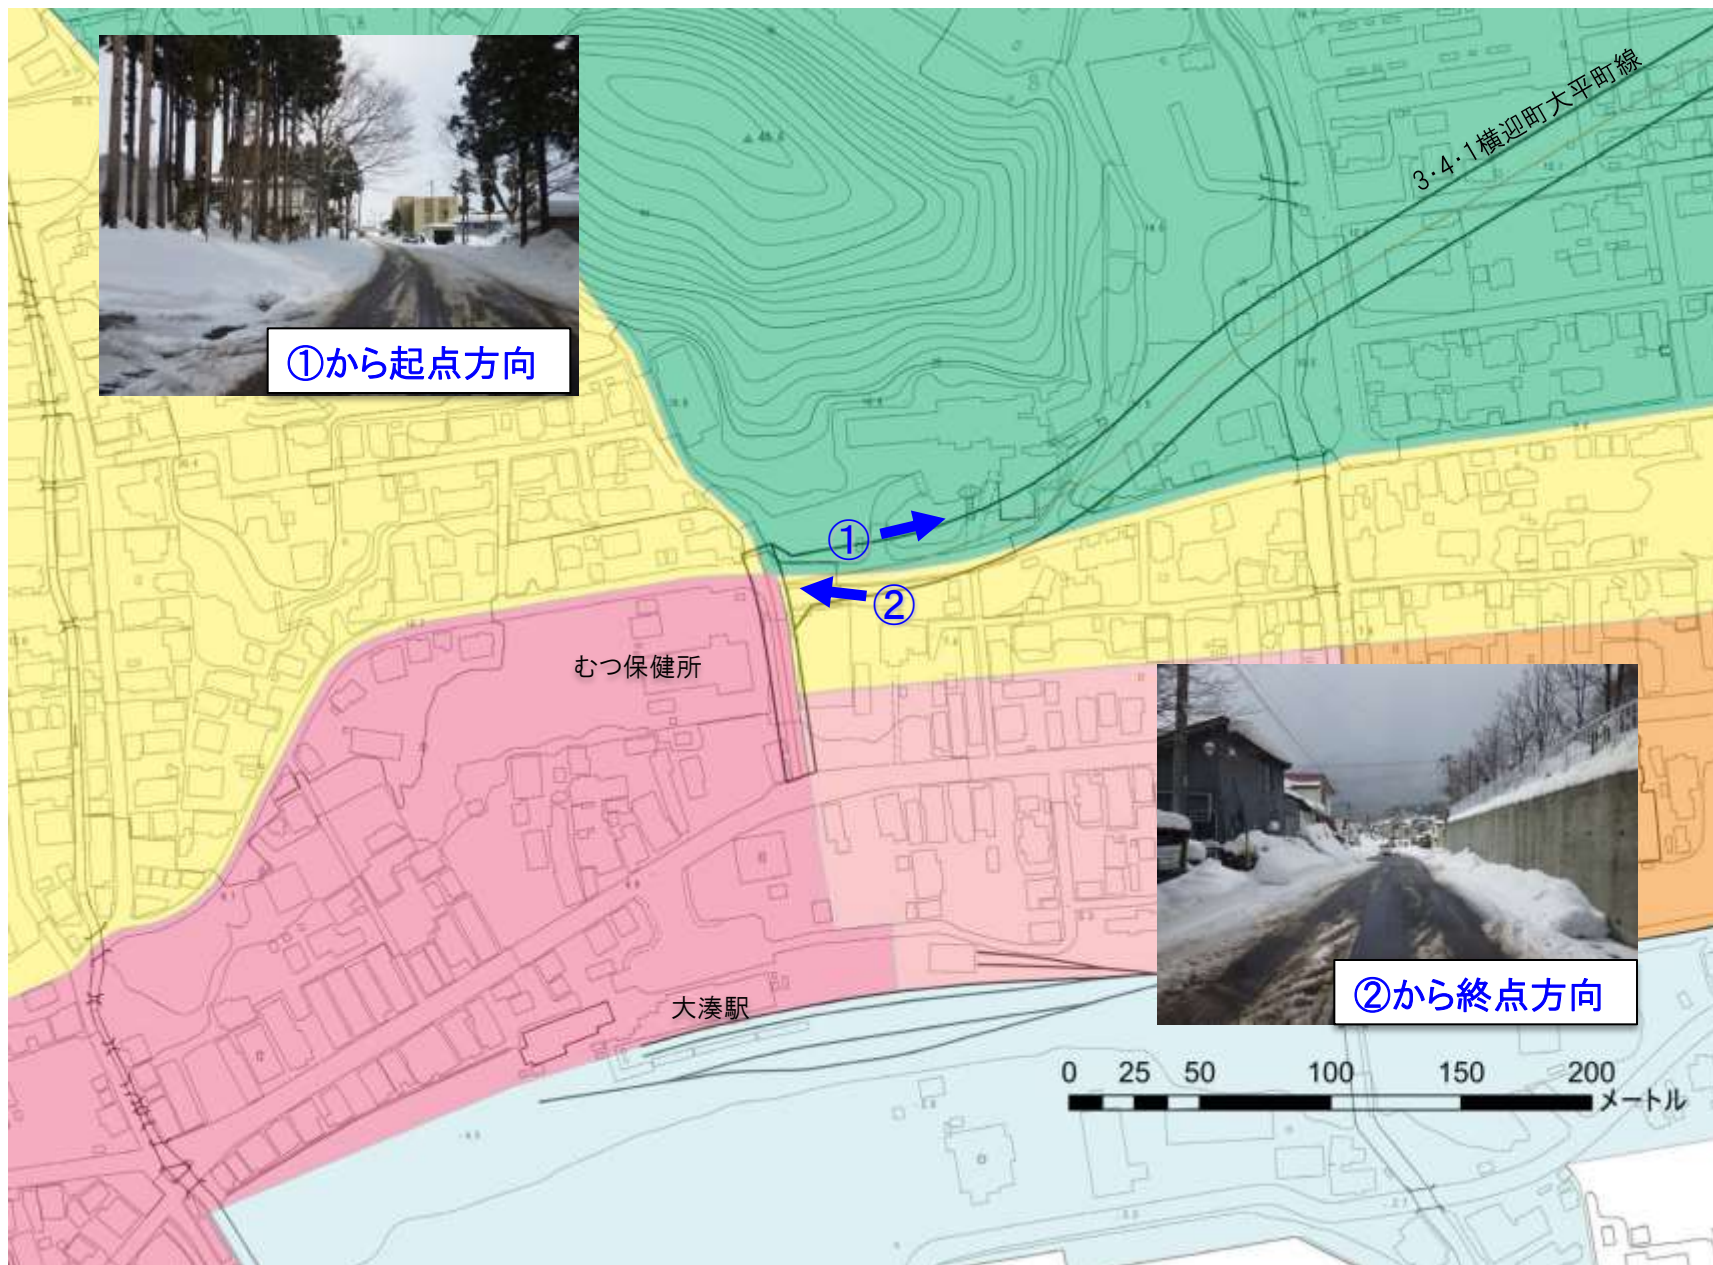 3・4・1横迎町大平町線
①から起点方向
①
②
むつ保健所
②から終点方向
大湊駅
0 25 50 100 150 200
メートル